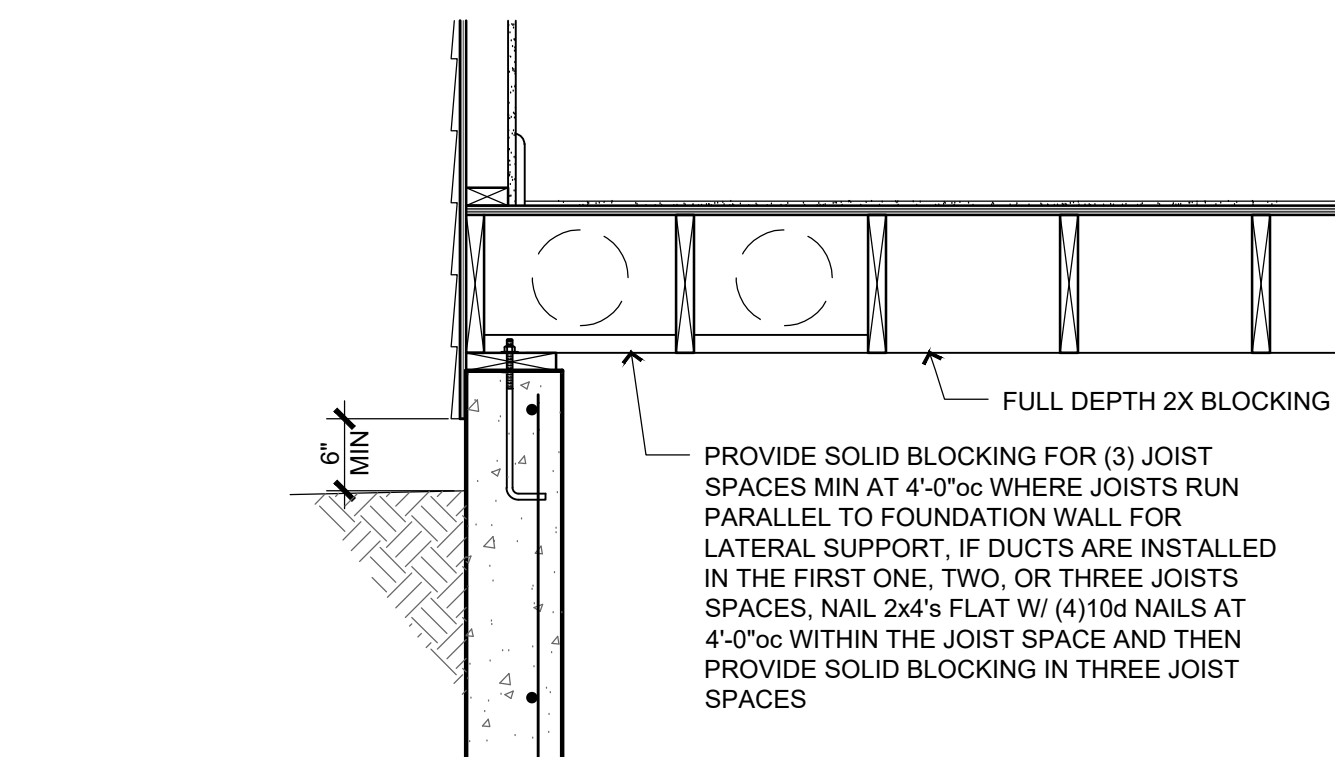 FULL DEPTH 2X BLOCKING
6"
MIN
PROVIDE SOLID BLOCKING FOR (3) JOIST
SPACES MIN AT 4'-0"oc WHERE JOISTS RUN
PARALLEL TO FOUNDATION WALL FOR
LATERAL SUPPORT, IF DUCTS ARE INSTALLED
IN THE FIRST ONE, TWO, OR THREE JOISTS
SPACES, NAIL 2x4's FLAT W/ (4)10d NAILS AT
4'-0"oc WITHIN THE JOIST SPACE AND THEN
PROVIDE SOLID BLOCKING IN THREE JOIST
SPACES